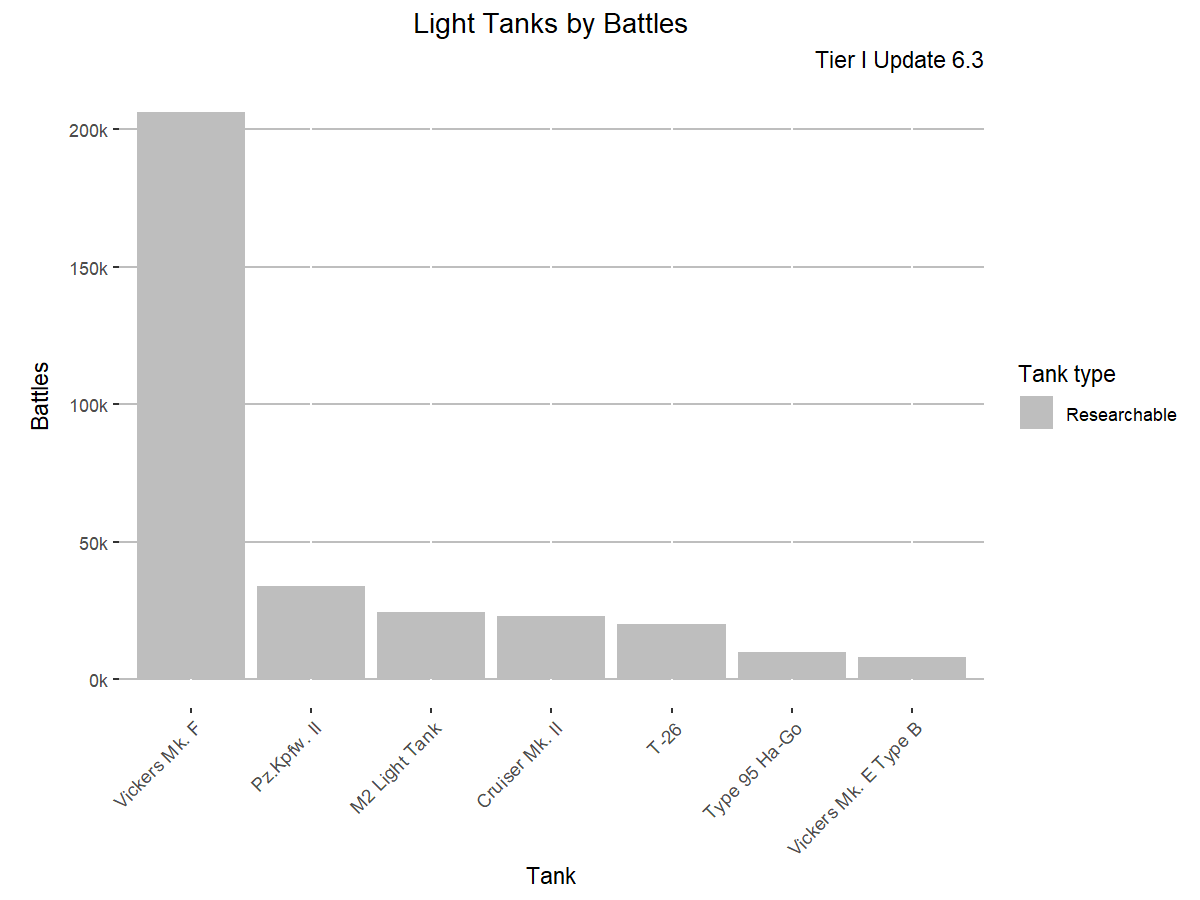 Light Tanks by Battles
Tier I Update 6.3
200k
150k
100k
50k
0k
Battles
Vickers Mk. F
Pz.Kpfw. II
M2 Light Tank
Cruiser Mk. II
T-26
Type 95 Ha-Go
Vickers Mk. E Type B
Tank
Tank type
Researchable